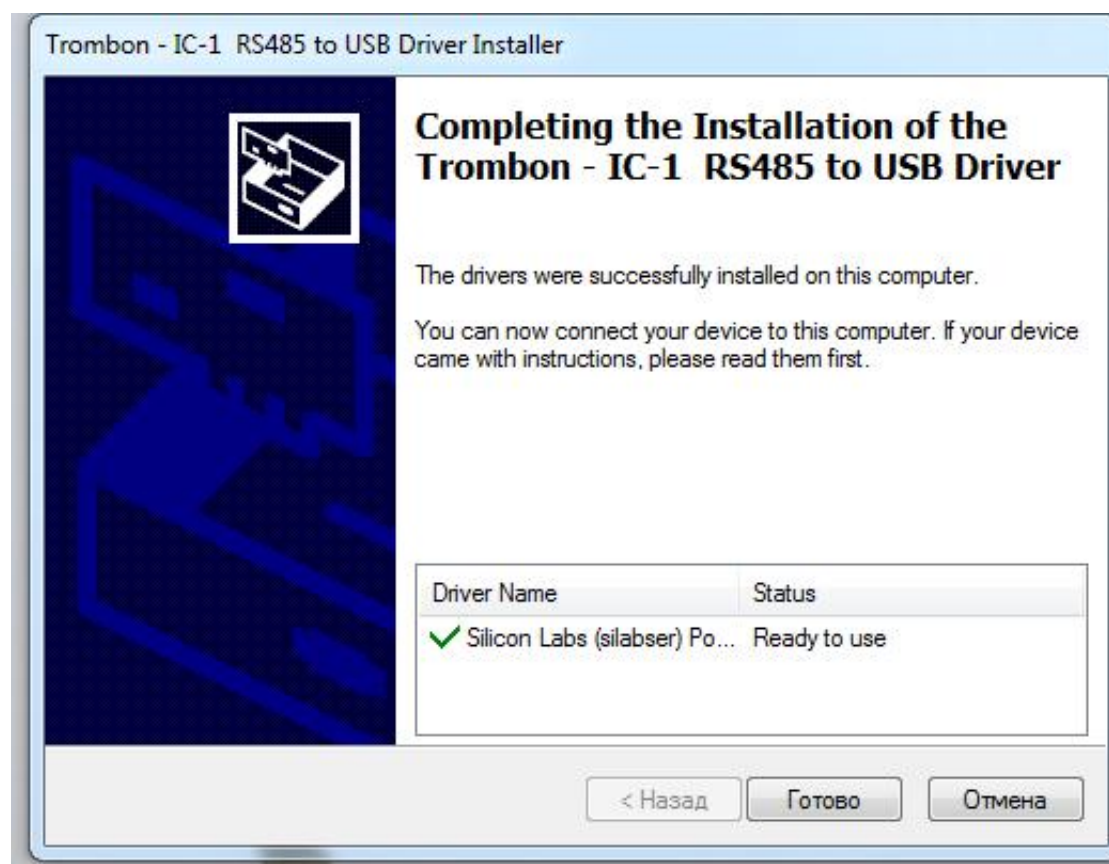 Trombon - IC-1  RS485 to USB Driver Installer
Completing the Installation of the
Trombon - IC-1  RS485 to USB Driver
The drivers were successfully installed on this computer.
You can now connect your device to this computer. If your device
came with instructions, please read them first.
Driver Name Status
Silicon Labs (silabser) Po... Ready to use
< Назад Готово Отмена